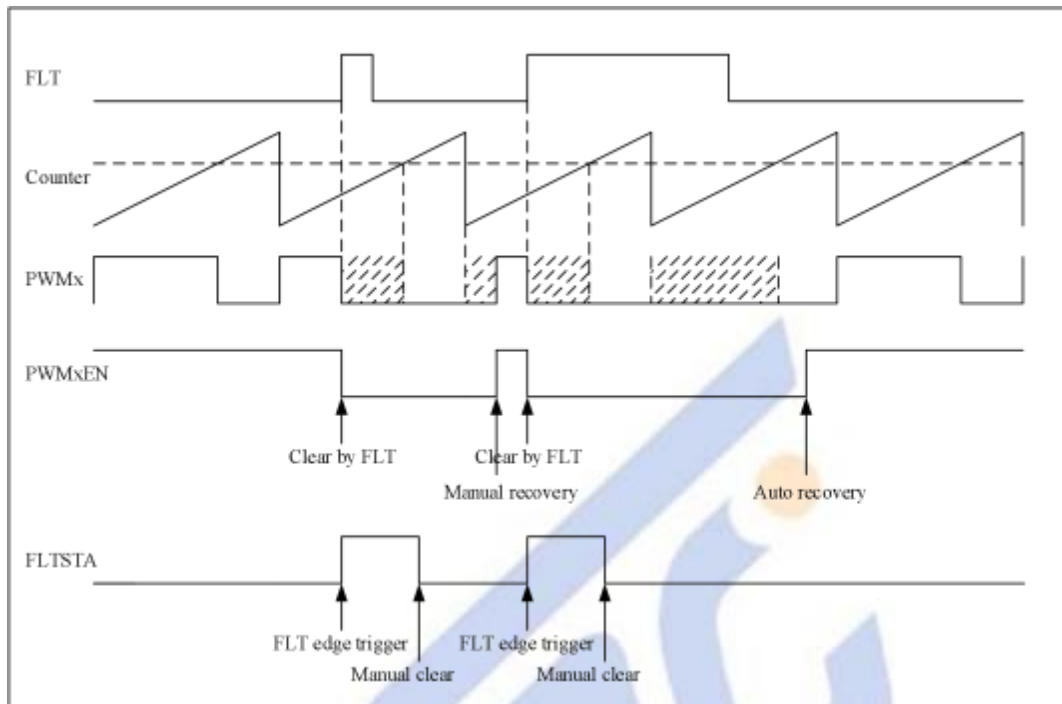 FLT
Counter
PWMx
PWMxEN
Clear by FLT
Clear by FLT
Manual recovery
Auto recovery
FLTSTA
FLT edge trigger
FLT edge trigger
Manual clear
Manual clear